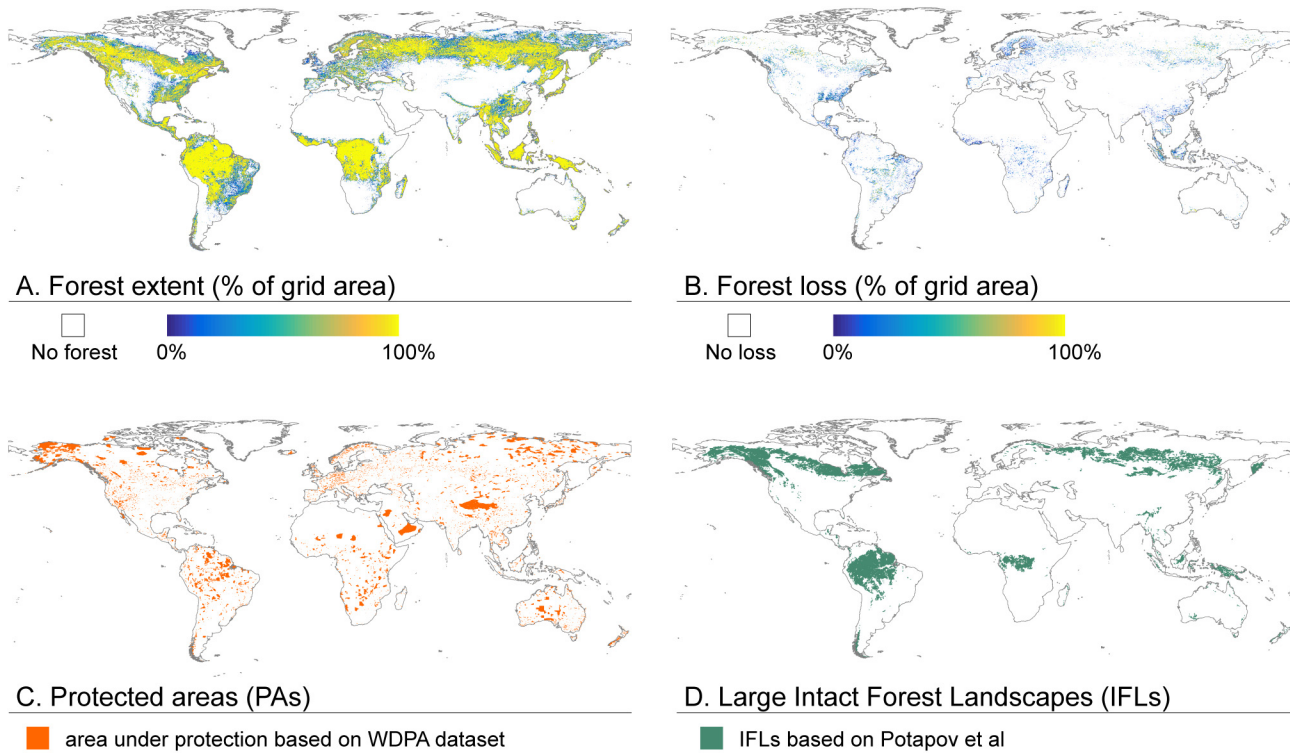 A. Forest extent (% of grid area)
No forest
0%
100%
B. Forest loss (% of grid area)
No loss
0%
100%
C. Protected areas (PAs)
area under protection based on WDPA dataset
D. Large Intact Forest Landscapes (IFLs)
IFLs based on Potapov et al